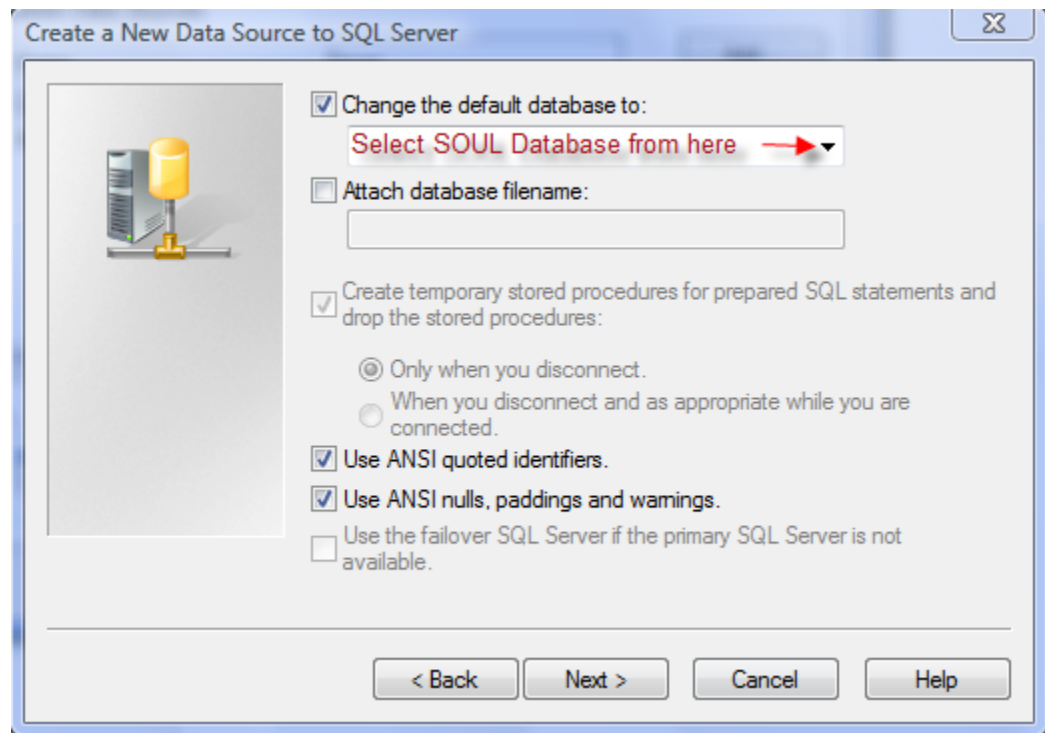 Create a New Data Source to SQL Server
Change the default database to:
Select SOUL Database from here
Attach database filename:
Create temporary stored procedures for prepared SQL statements and
drop the stored procedures:
Only when you disconnect.
When you disconnect and as appropriate while you are
connected.
Use ANSI quoted identifiers.
Use ANSI nulls, paddings and warnings.
Use the failover SQL Server if the primary SQL Server is not
available.
< Back
Next >
Cancel
Help